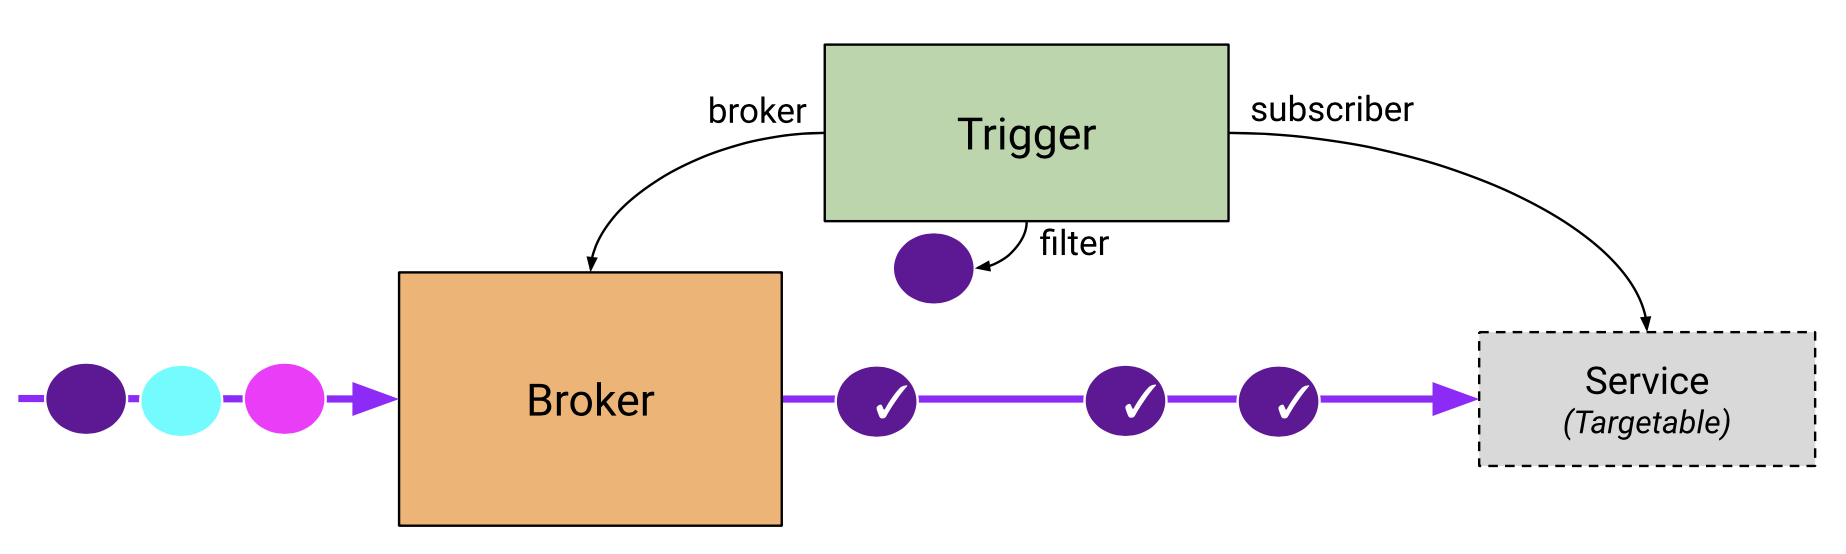 broker
Trigger
subscriber
filter
Broker
Service
(Targetable)